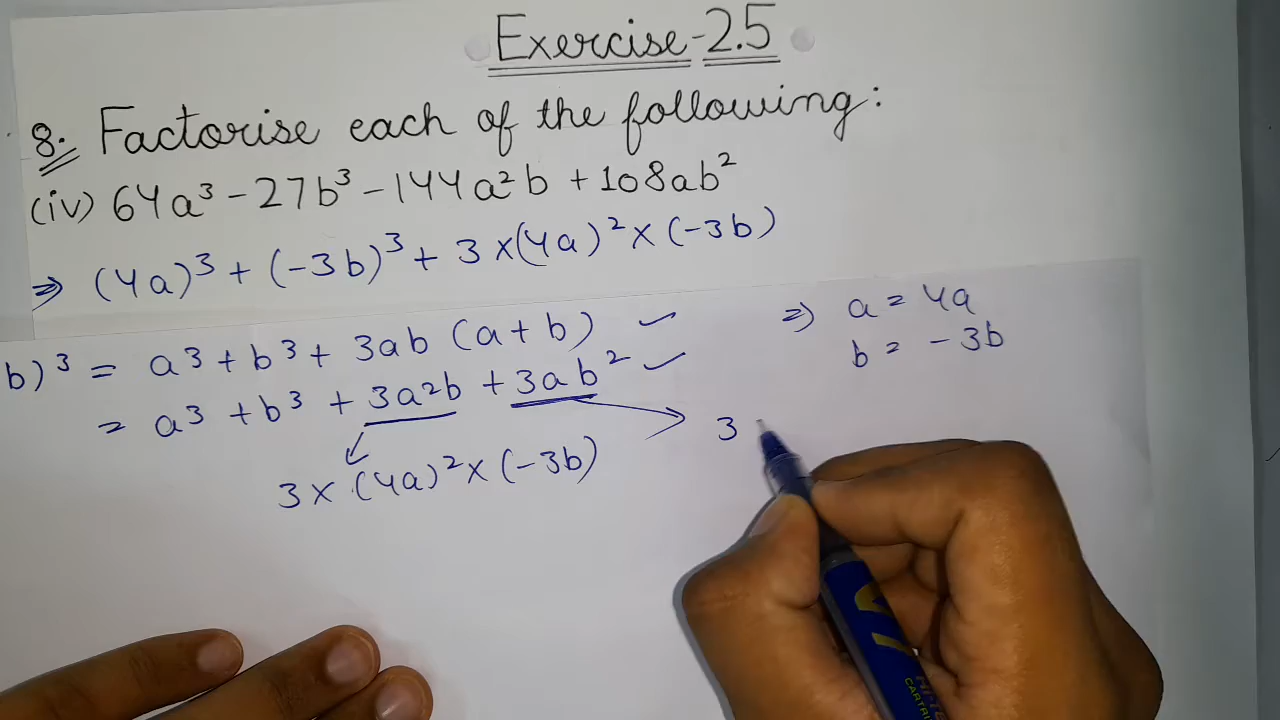 Exercise-2.5
8. Factorise each of the following:
(iv) 64a³ - 27b³ - 144a²b + 108ab²
⇒ (4a)³ + (-3b)³ + 3×(4a)²×(-3b)
b)³ = a³ + b³ + 3ab (a + b) ✓
= a³ + b³ + 3a²b + 3ab² ✓
⇒ a = 4a
b = -3b
3 × (4a)² × (-3b)
3